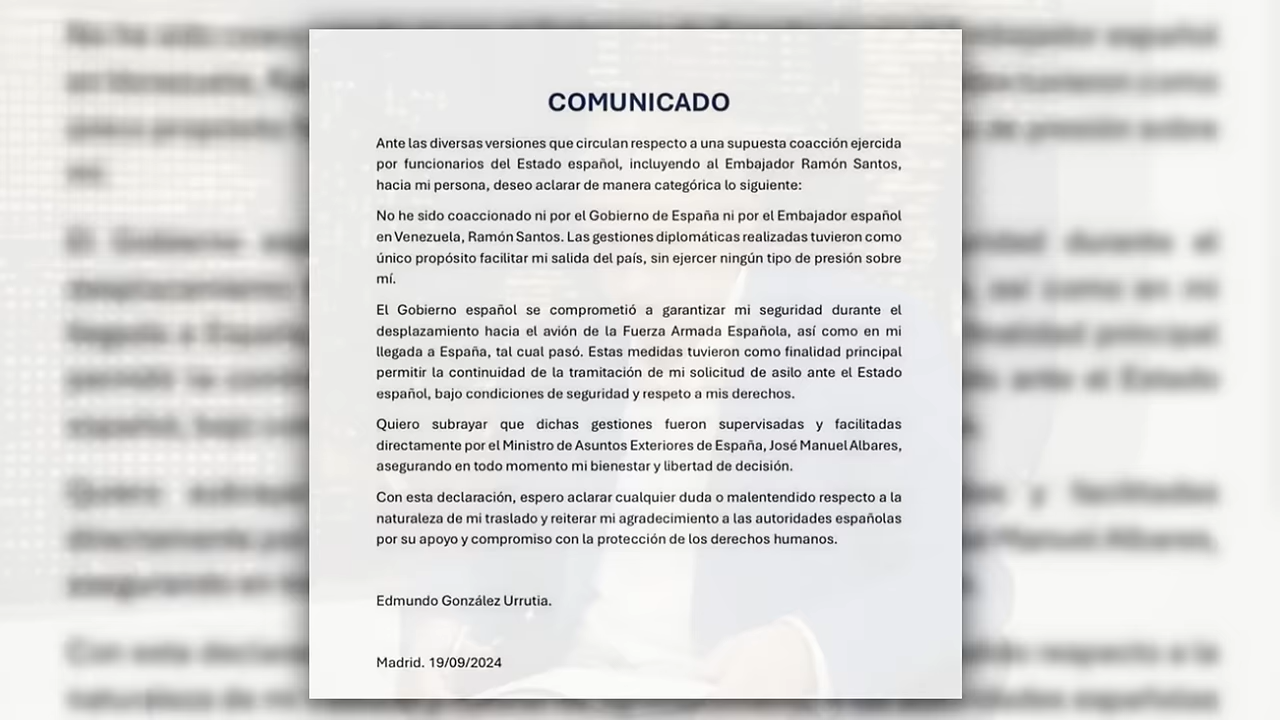 COMUNICADO
Ante las diversas versiones que circulan respecto a una supuesta coacción ejercida
por funcionarios del Estado español, incluyendo al Embajador Ramón Santos,
hacia mi persona, deseo aclarar de manera categórica lo siguiente:
No he sido coaccionado ni por el Gobierno de España ni por el Embajador español
en Venezuela, Ramón Santos. Las gestiones diplomáticas realizadas tuvieron como
único propósito facilitar mi salida del país, sin ejercer ningún tipo de presión sobre
mí.
El Gobierno español se comprometió a garantizar mi seguridad durante el
desplazamiento hacia el avión de la Fuerza Armada Española, así como en mi
llegada a España, tal cual pasó. Estas medidas tuvieron como finalidad principal
permitir la continuidad de la tramitación de mi solicitud de asilo ante el Estado
español, bajo condiciones de seguridad y respeto a mis derechos.
Quiero subrayar que dichas gestiones fueron supervisadas y facilitadas
directamente por el Ministro de Asuntos Exteriores de España, José Manuel Albares,
asegurando en todo momento mi bienestar y libertad de decisión.
Con esta declaración, espero aclarar cualquier duda o malentendido respecto a la
naturaleza de mi traslado y reiterar mi agradecimiento a las autoridades españolas
por su apoyo y compromiso con la protección de los derechos humanos.
Edmundo González Urrutia.
Madrid. 19/09/2024